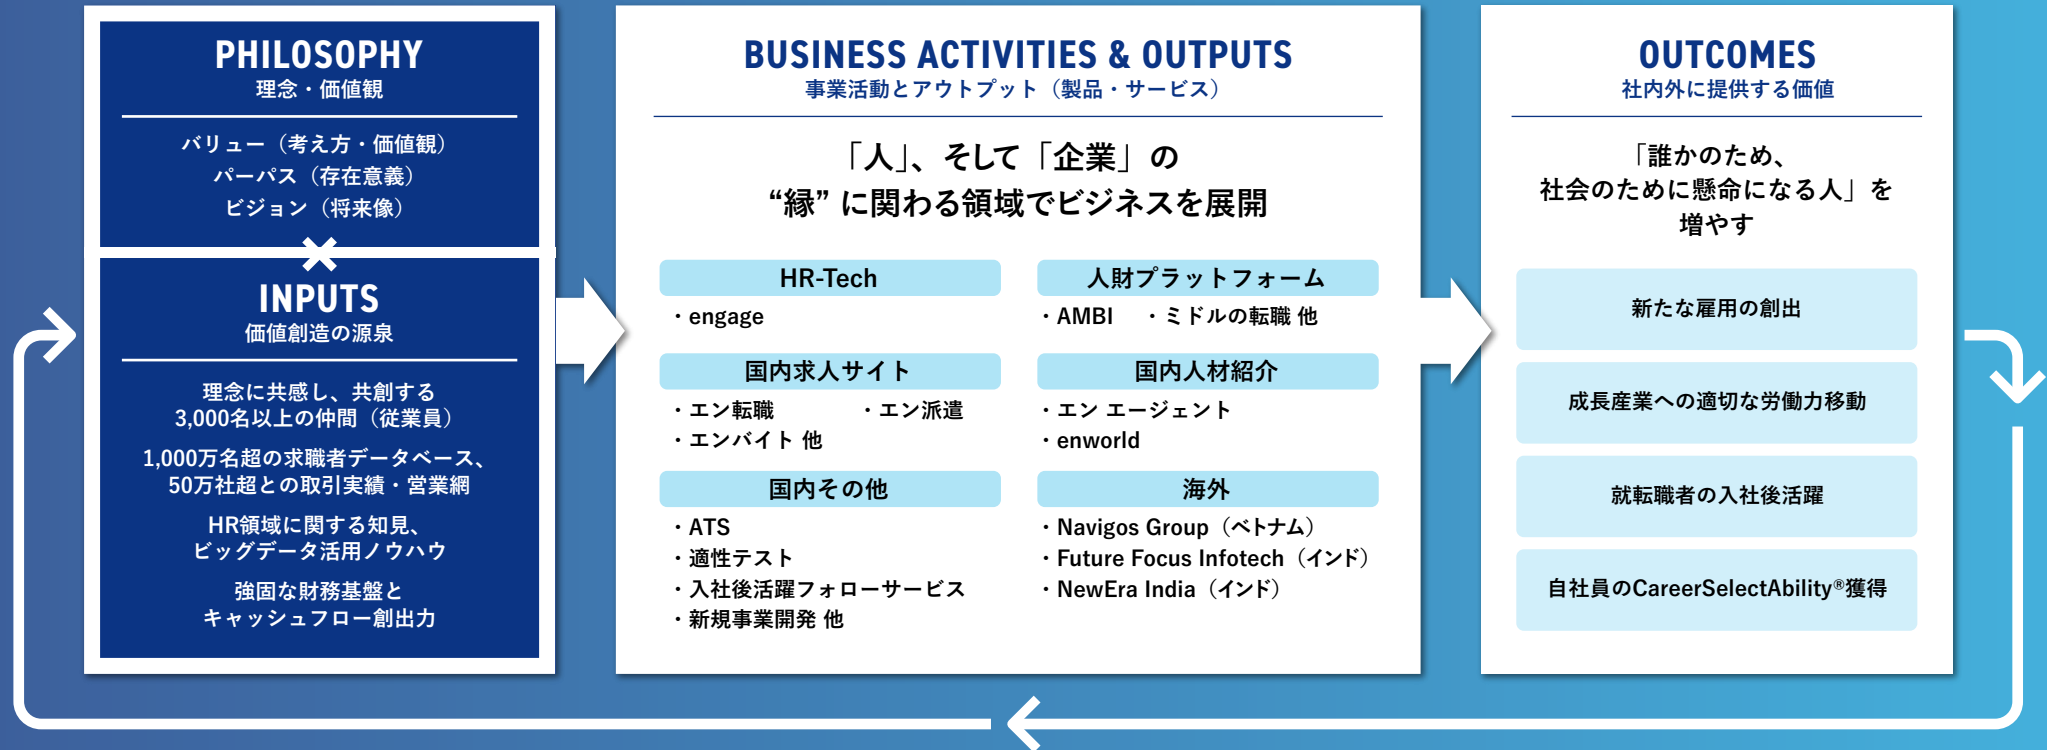 PHILOSOPHY
理念・価値観
バリュー（考え方・価値観）
パーパス（存在意義）
ビジョン（将来像）
×
INPUTS
価値創造の源泉
理念に共感し、共創する
3,000名以上の仲間（従業員）
1,000万名超の求職者データベース、
50万社超との取引実績・営業網
HR領域に関する知見、
ビッグデータ活用ノウハウ
強固な財務基盤と
キャッシュフロー創出力
BUSINESS ACTIVITIES & OUTPUTS
事業活動とアウトプット（製品・サービス）
「人」、そして「企業」の
“縁” に関わる領域でビジネスを展開
HR-Tech
・engage
人財プラットフォーム
・AMBI ・ミドルの転職 他
国内求人サイト
・エン転職 ・エン派遣
・エンバイト 他
国内人材紹介
・エン エージェント
・enworld
国内その他
・ATS
・適性テスト
・入社後活躍フォローサービス
・新規事業開発 他
海外
・Navigos Group（ベトナム）
・Future Focus Infotech（インド）
・NewEra India（インド）
OUTCOMES
社内外に提供する価値
「誰かのため、
社会のために懸命になる人」を
増やす
新たな雇用の創出
成長産業への適切な労働力移動
就転職者の入社後活躍
自社員のCareerSelectAbility®獲得